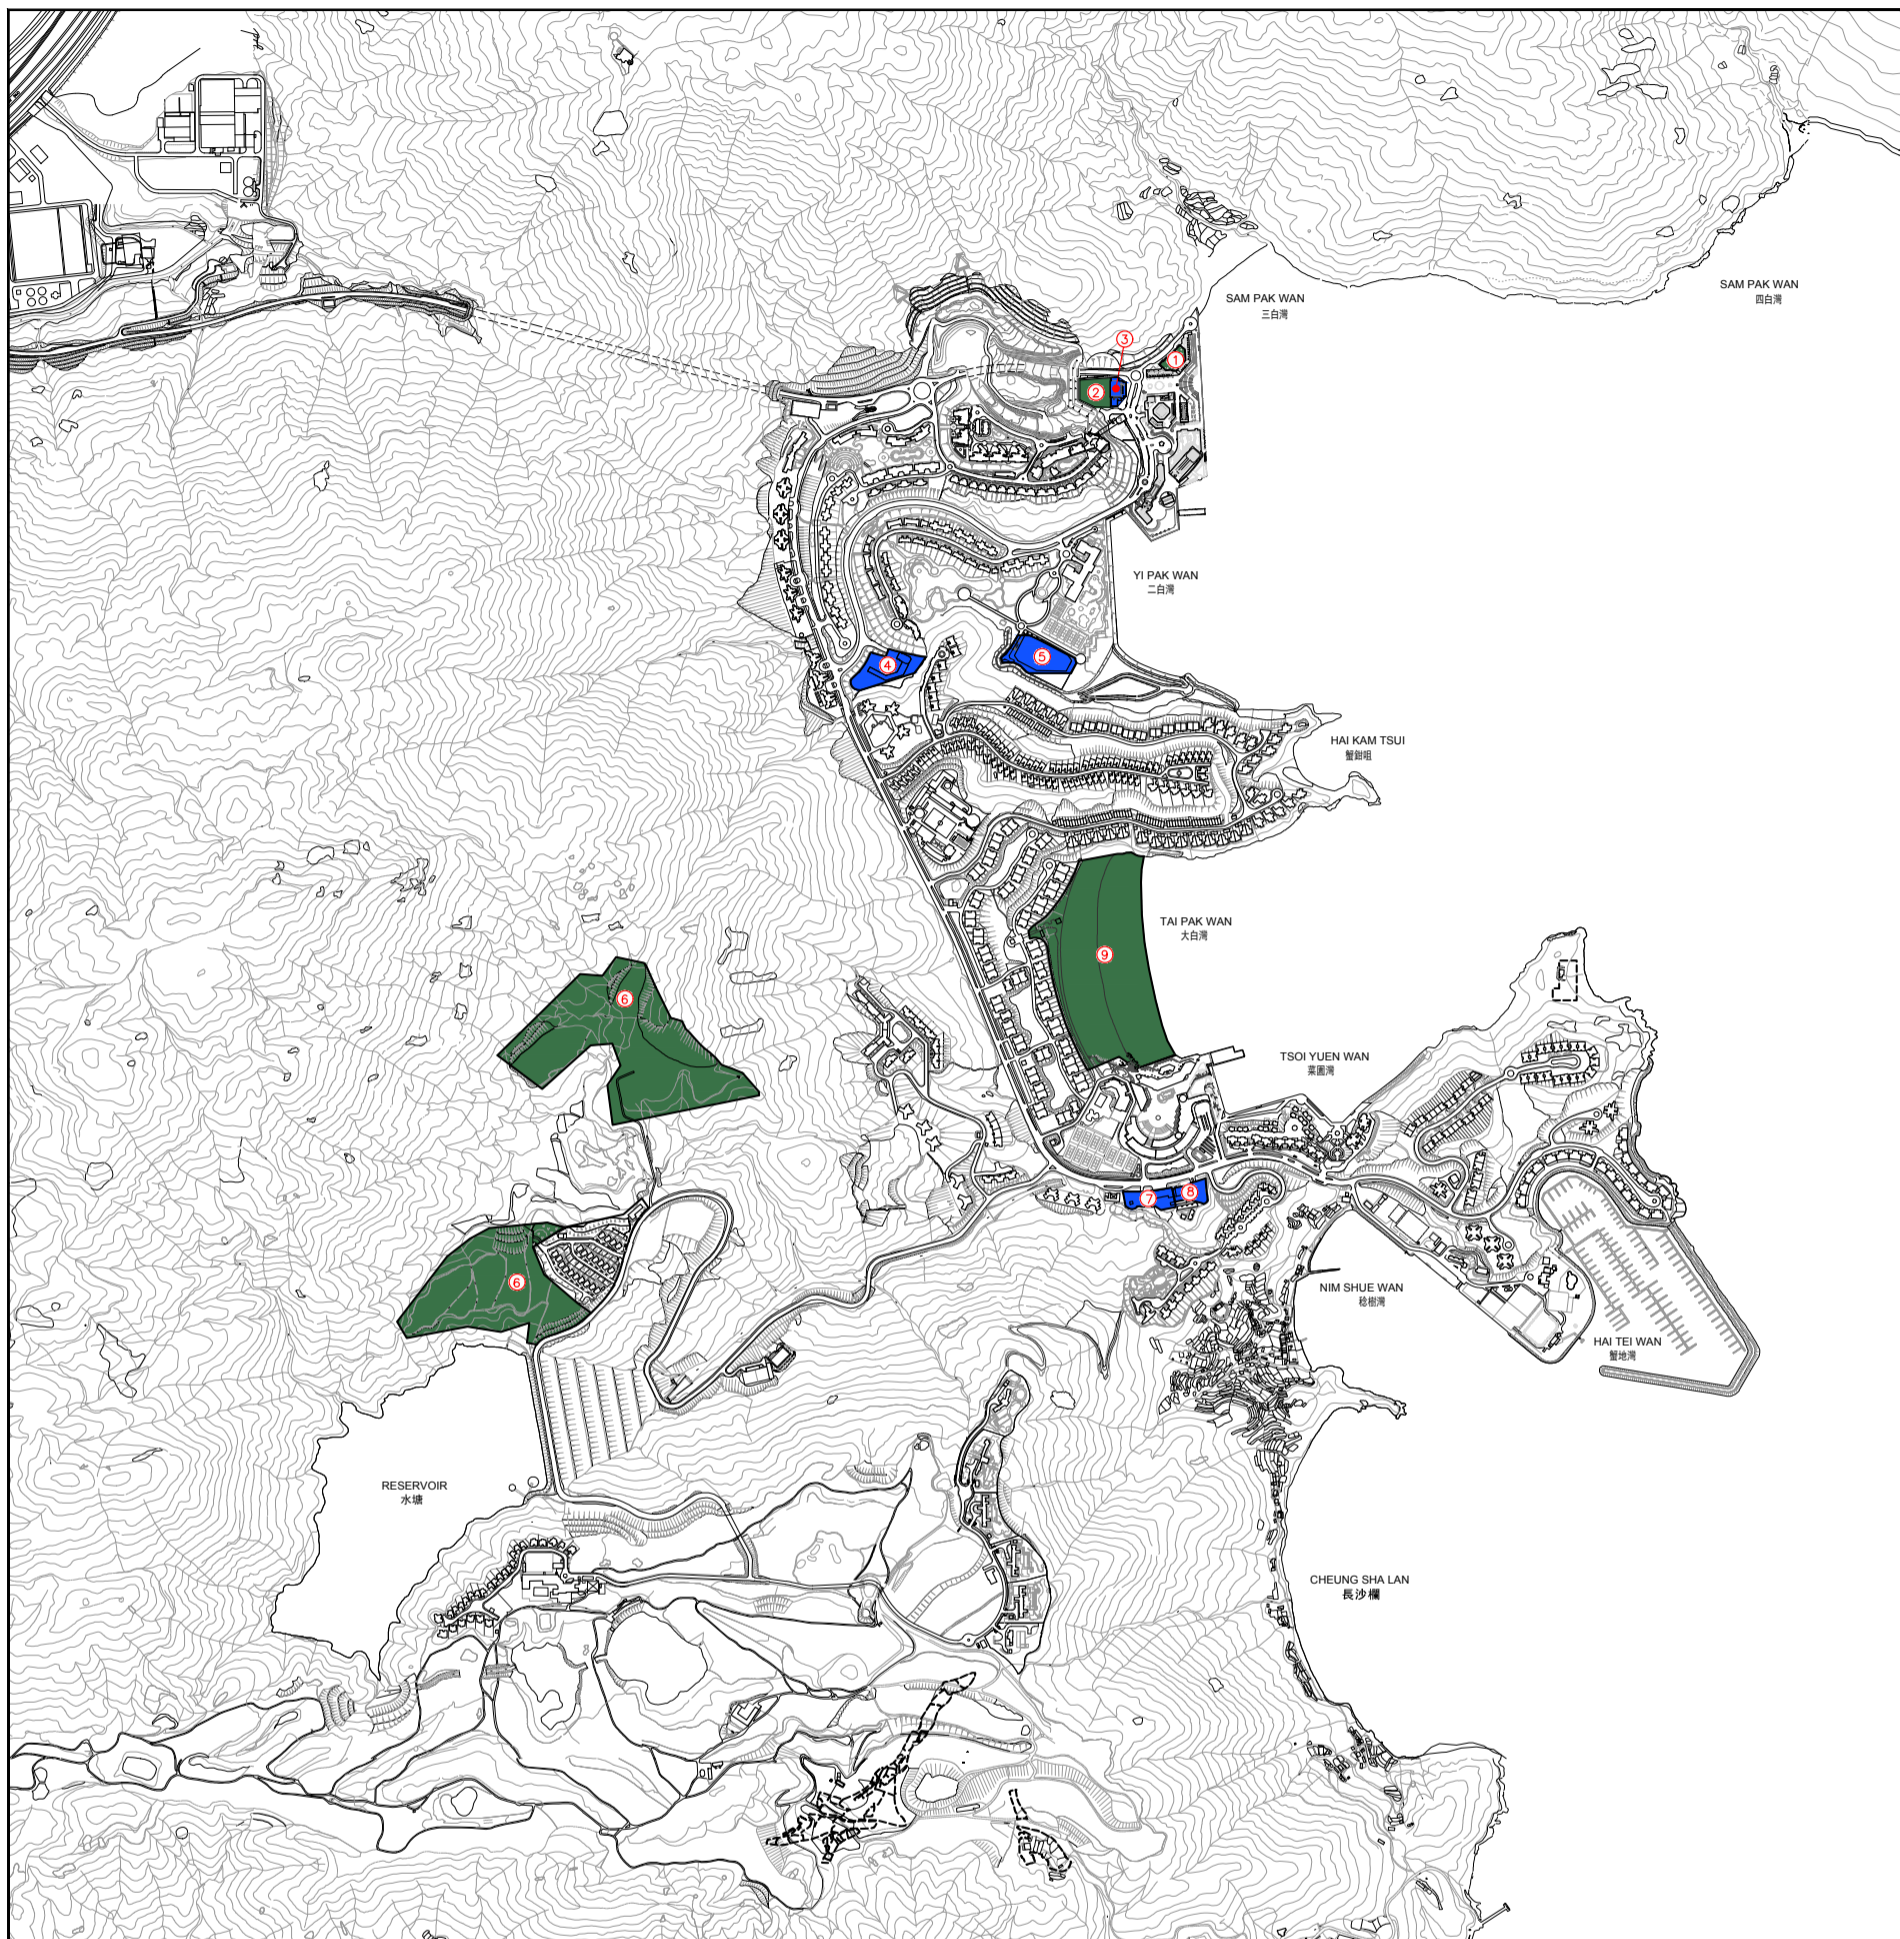 SAM PAK WAN
四白灣
SAM PAK WAN
三白灣
3
1
2
YI PAK WAN
二白灣
4
5
HAI KAM TSUI
蟹鉗咀
TAI PAK WAN
大白灣
9
6
TSOI YUEN WAN
菜園灣
7
8
6
NIM SHUE WAN
稔樹灣
HAI TEI WAN
蟹地灣
RESERVOIR
水塘
CHEUNG SHA LAN
長沙欄